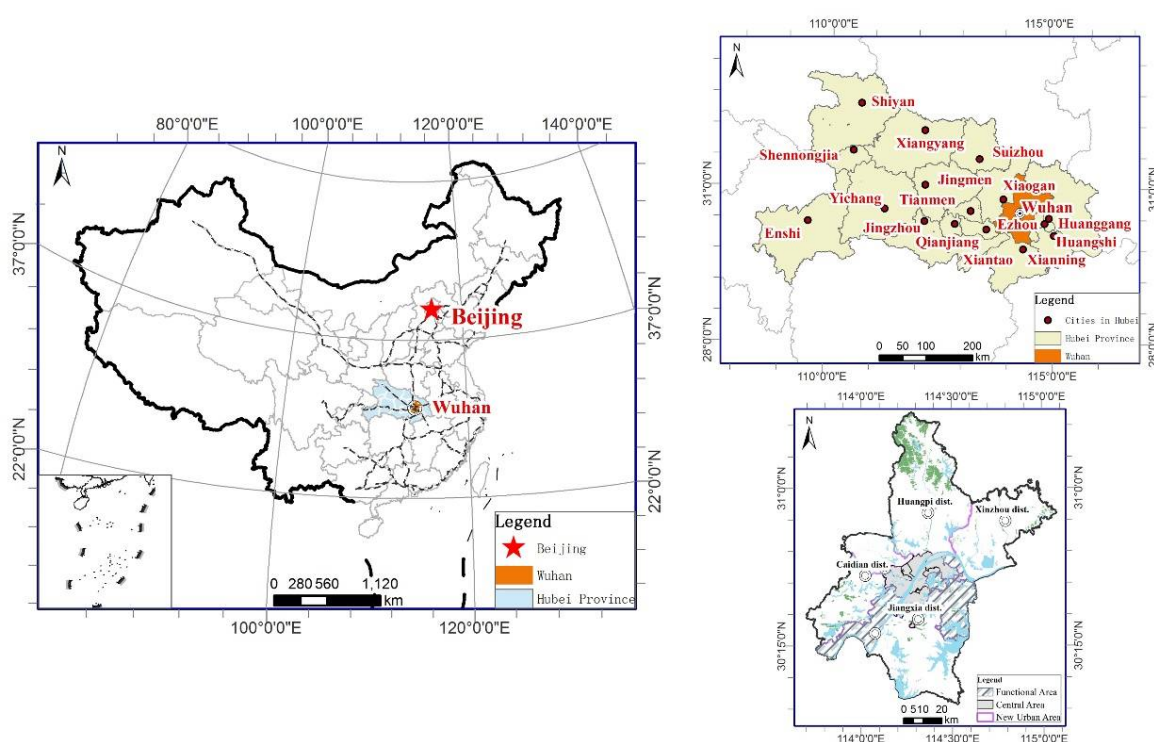 80°0'0"E 100°0'0"E 120°0'0"E 140°0'0"E
N
37°0'0"N
37°0'0"N
22°0'0"N
22°0'0"N
Beijing
Wuhan
Legend
Beijing
Wuhan
Hubei Province
0 280 560 1,120
km
100°0'0"E 120°0'0"E
110°0'0"E 115°0'0"E
N
31°0'0"N
31°0'0"N
28°0'0"N
28°0'0"N
Shiyan
Xiangyang
Shennongjia
Suizhou
Jingmen
Xiaogan
Yichang
Tianmen
Wuhan
Enshi
Jingzhou
Ezhou
Huanggang
Qianjiang
Huangshi
Xiantao
Xianning
Legend
Cities in Hubei
Hubei Province
Wuhan
0 50 100 200
km
110°0'0"E 115°0'0"E
114°0'0"E 114°30'0"E 115°0'0"E
N
31°0'0"N
31°0'0"N
30°15'0"N
30°15'0"N
Huangpi dist.
Xinzhou dist.
Caidian dist.
Jiangxia dist.
Legend
Functional Area
Central Area
New Urban Area
0 510 20
km
114°0'0"E 114°30'0"E 115°0'0"E